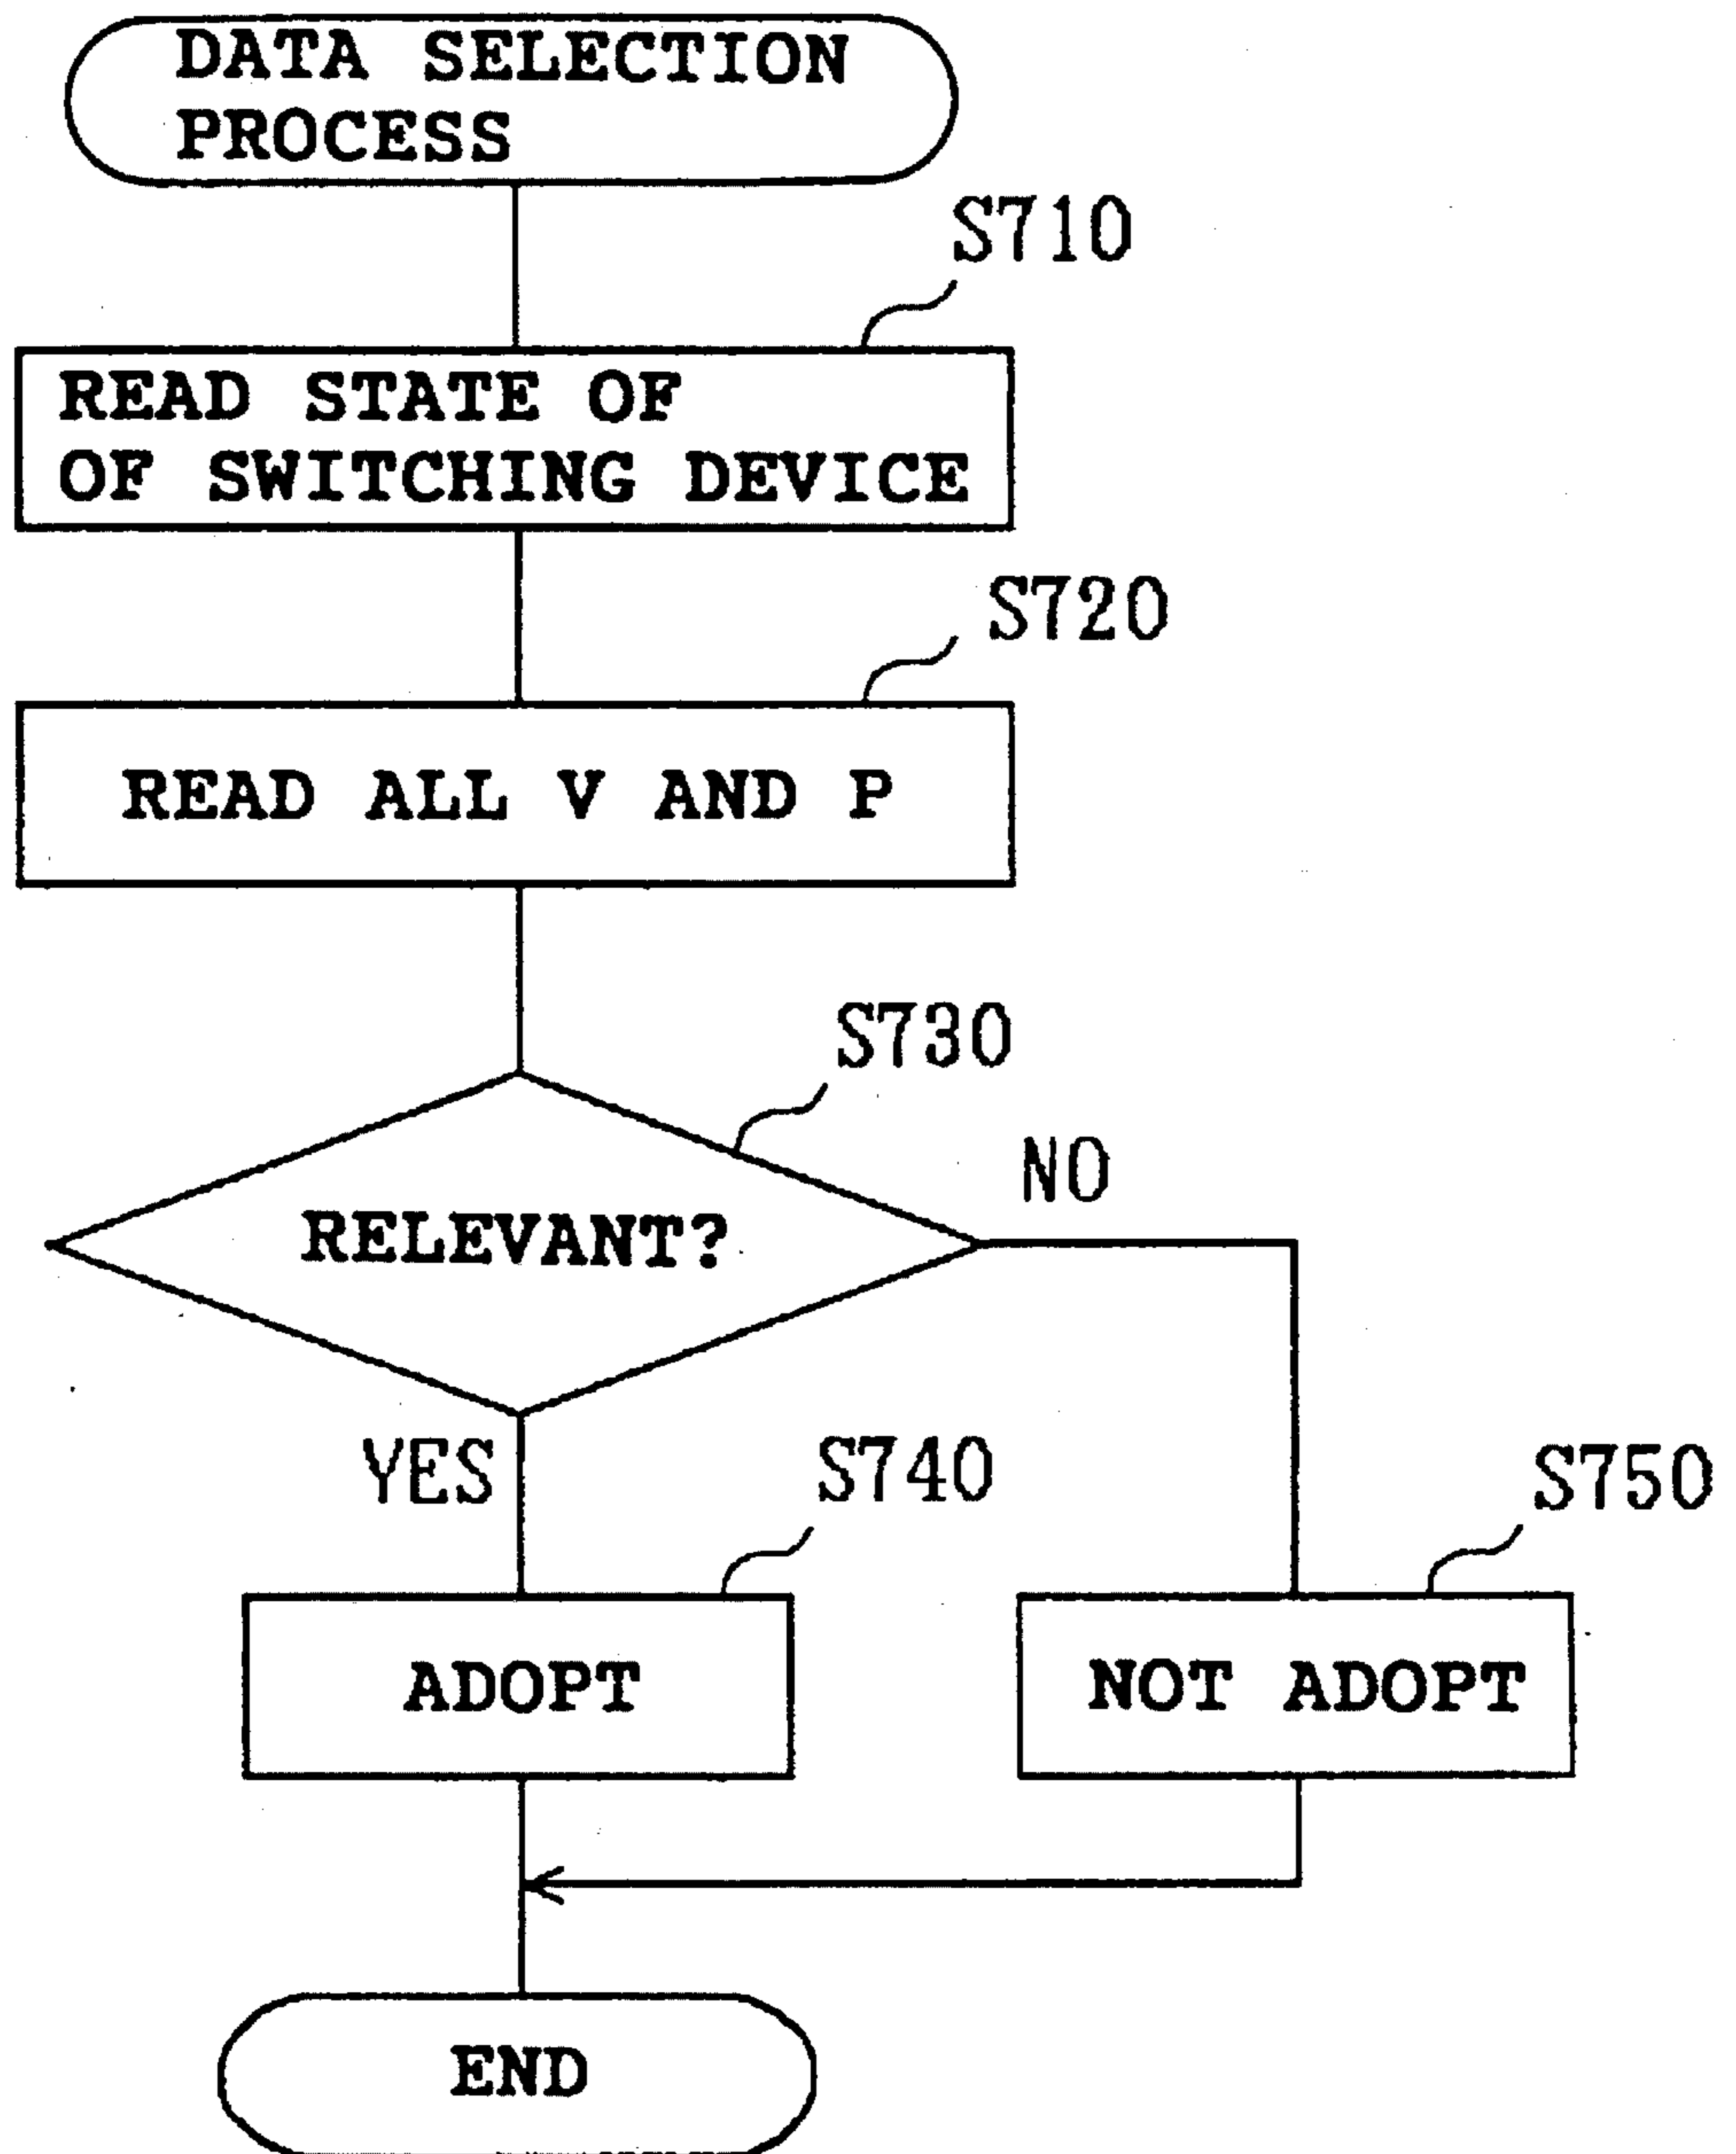 DATA SELECTION
PROCESS
S710
READ STATE OF
OF SWITCHING DEVICE
S720
READ ALL V AND P
S730
RELEVANT?
NO
YES
S740
S750
ADOPT
NOT ADOPT
END